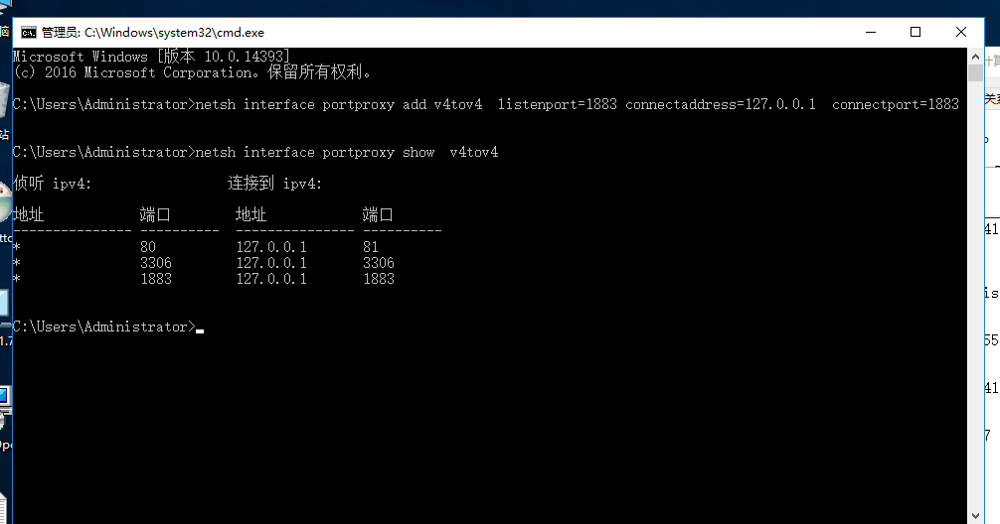 管理员: C:\Windows\system32\cmd.exe
Microsoft Windows [版本 10.0.14393]
(c) 2016 Microsoft Corporation。保留所有权利。
C:\Users\Administrator>netsh interface portproxy add v4tov4  listenport=1883 connectaddress=127.0.0.1  connectport=1883
C:\Users\Administrator>netsh interface portproxy show  v4tov4
侦听 ipv4:                 连接到 ipv4:
地址            端口        地址            端口
--------------- ----------  --------------- ----------
*               80          127.0.0.1       81
*               3306        127.0.0.1       3306
*               1883        127.0.0.1       1883
C:\Users\Administrator>